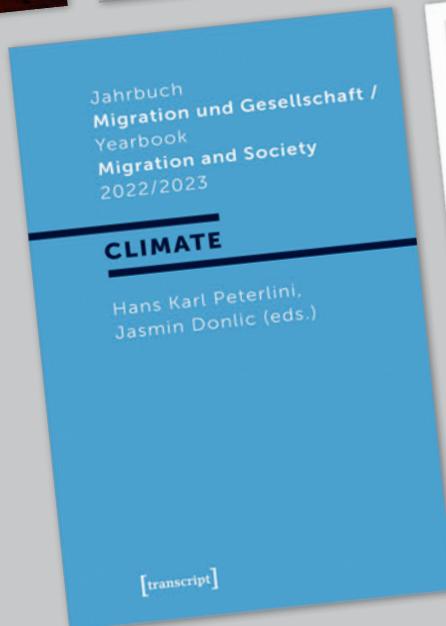 Jahrbuch
Migration und Gesellschaft /
Yearbook
Migration and Society
2022/2023
CLIMATE
Hans Karl Peterlini,
Jasmin Donlic (eds.)
[transcript]